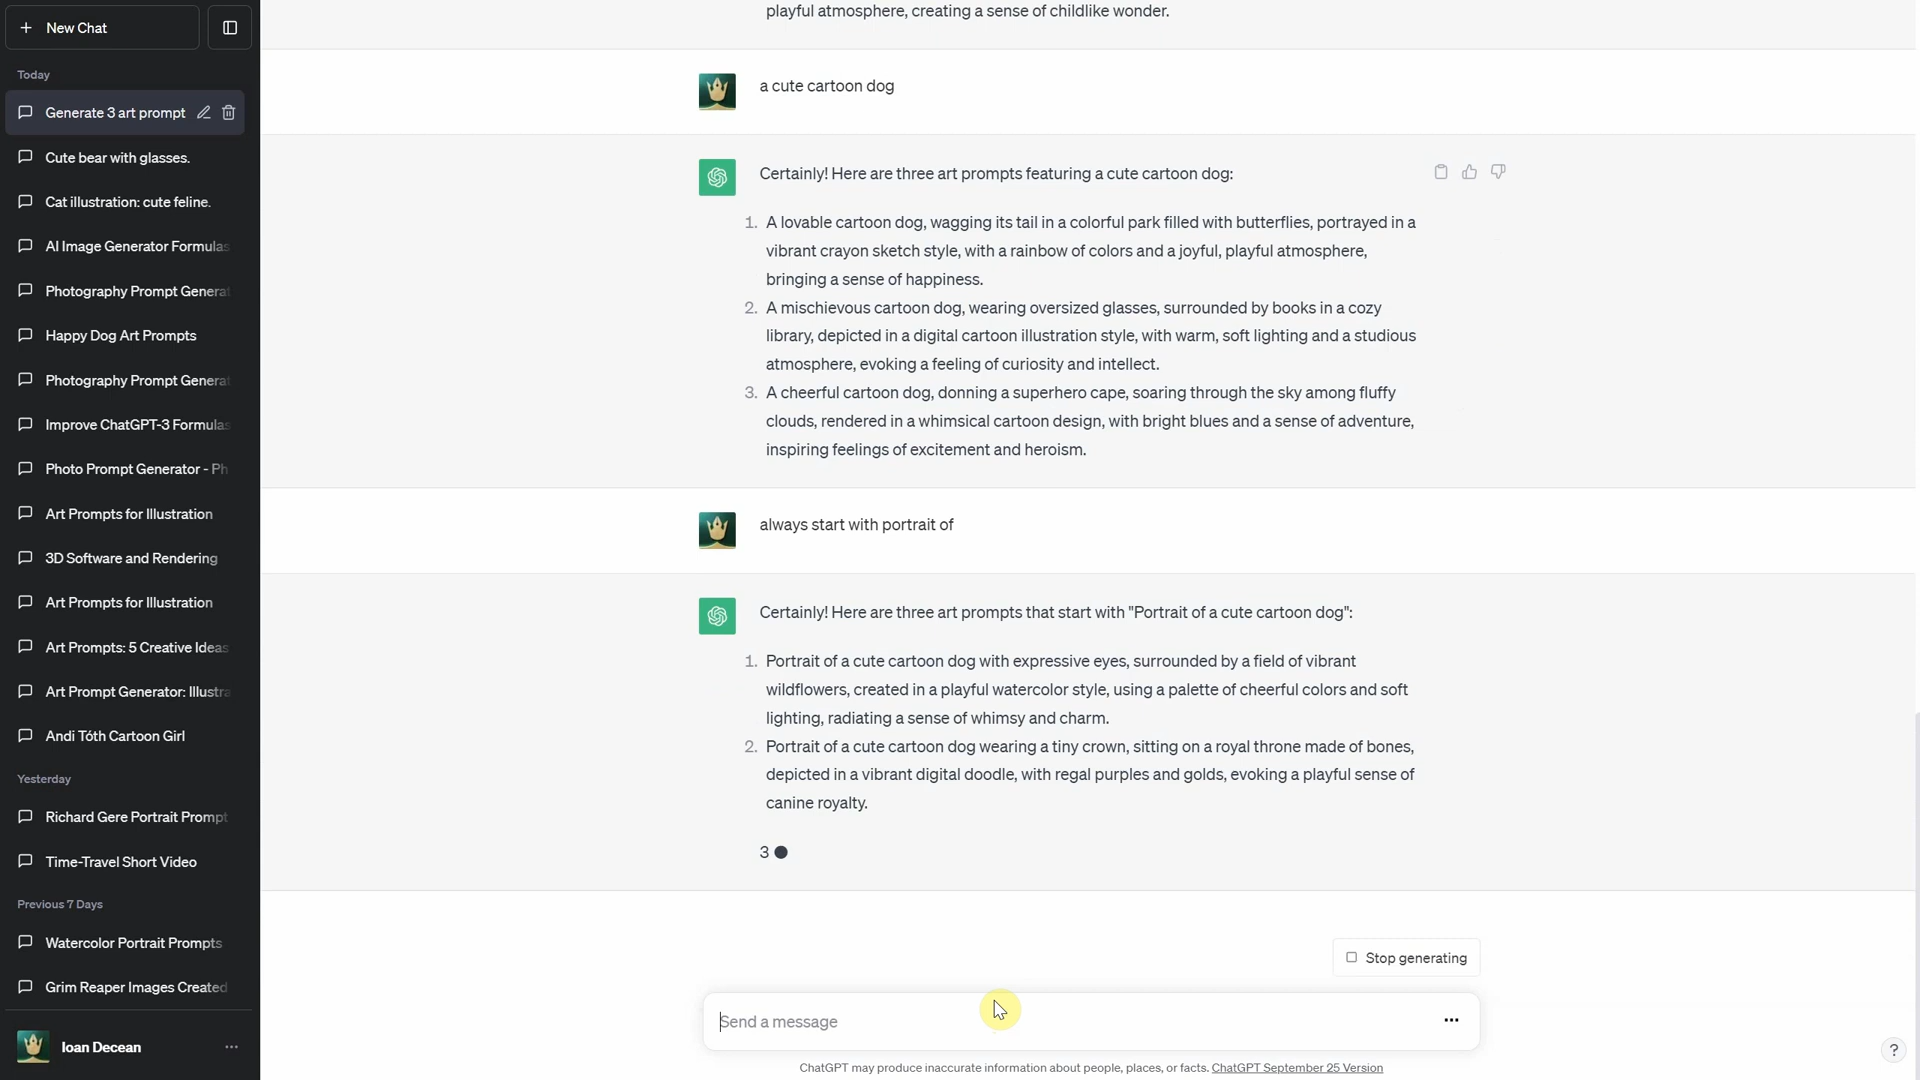 New Chat
Today
Generate 3 art prompt
Cute bear with glasses.
Cat illustration: cute feline.
AI Image Generator Formulas
Photography Prompt Generat
Happy Dog Art Prompts
Photography Prompt Generat
Improve ChatGPT-3 Formulas
Photo Prompt Generator - Ph
Art Prompts for Illustration
3D Software and Rendering
Art Prompts for Illustration
Art Prompts: 5 Creative Ideas
Art Prompt Generator: Illustra
Andi Tóth Cartoon Girl
Yesterday
Richard Gere Portrait Prompt
Time-Travel Short Video
Previous 7 Days
Watercolor Portrait Prompts
Grim Reaper Images Created
Ioan Decean
playful atmosphere, creating a sense of childlike wonder.
a cute cartoon dog
Certainly! Here are three art prompts featuring a cute cartoon dog:
1. A lovable cartoon dog, wagging its tail in a colorful park filled with butterflies, portrayed in a
vibrant crayon sketch style, with a rainbow of colors and a joyful, playful atmosphere,
bringing a sense of happiness.
2. A mischievous cartoon dog, wearing oversized glasses, surrounded by books in a cozy
library, depicted in a digital cartoon illustration style, with warm, soft lighting and a studious
atmosphere, evoking a feeling of curiosity and intellect.
3. A cheerful cartoon dog, donning a superhero cape, soaring through the sky among fluffy
clouds, rendered in a whimsical cartoon design, with bright blues and a sense of adventure,
inspiring feelings of excitement and heroism.
always start with portrait of
Certainly! Here are three art prompts that start with "Portrait of a cute cartoon dog":
1. Portrait of a cute cartoon dog with expressive eyes, surrounded by a field of vibrant
wildflowers, created in a playful watercolor style, using a palette of cheerful colors and soft
lighting, radiating a sense of whimsy and charm.
2. Portrait of a cute cartoon dog wearing a tiny crown, sitting on a royal throne made of bones,
depicted in a vibrant digital doodle, with regal purples and golds, evoking a playful sense of
canine royalty.
3
Stop generating
Send a message
ChatGPT may produce inaccurate information about people, places, or facts. ChatGPT September 25 Version
?